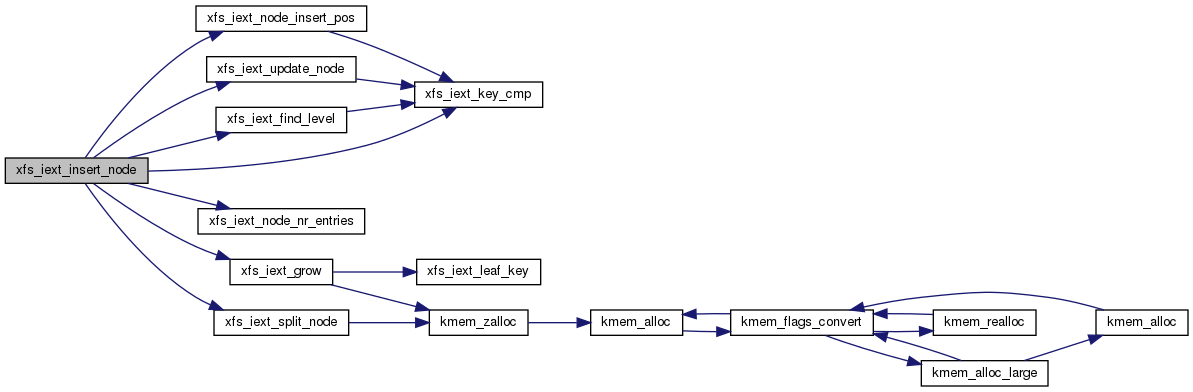 xfs_iext_node_insert_pos
xfs_iext_update_node
xfs_iext_key_cmp
xfs_iext_find_level
xfs_iext_insert_node
xfs_iext_node_nr_entries
xfs_iext_grow
xfs_iext_leaf_key
xfs_iext_split_node
kmem_zalloc
kmem_alloc
kmem_flags_convert
kmem_realloc
kmem_alloc
kmem_alloc_large